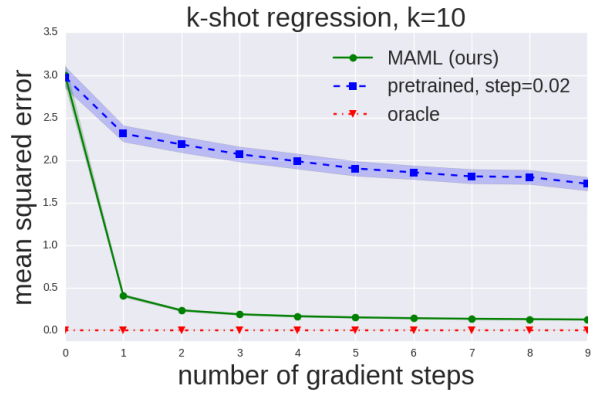 k-shot regression, k=10
mean squared error
3.5
3.0
2.5
2.0
1.5
1.0
0.5
0.0
MAML (ours)
pretrained, step=0.02
oracle
0 1 2 3 4 5 6 7 8 9
number of gradient steps